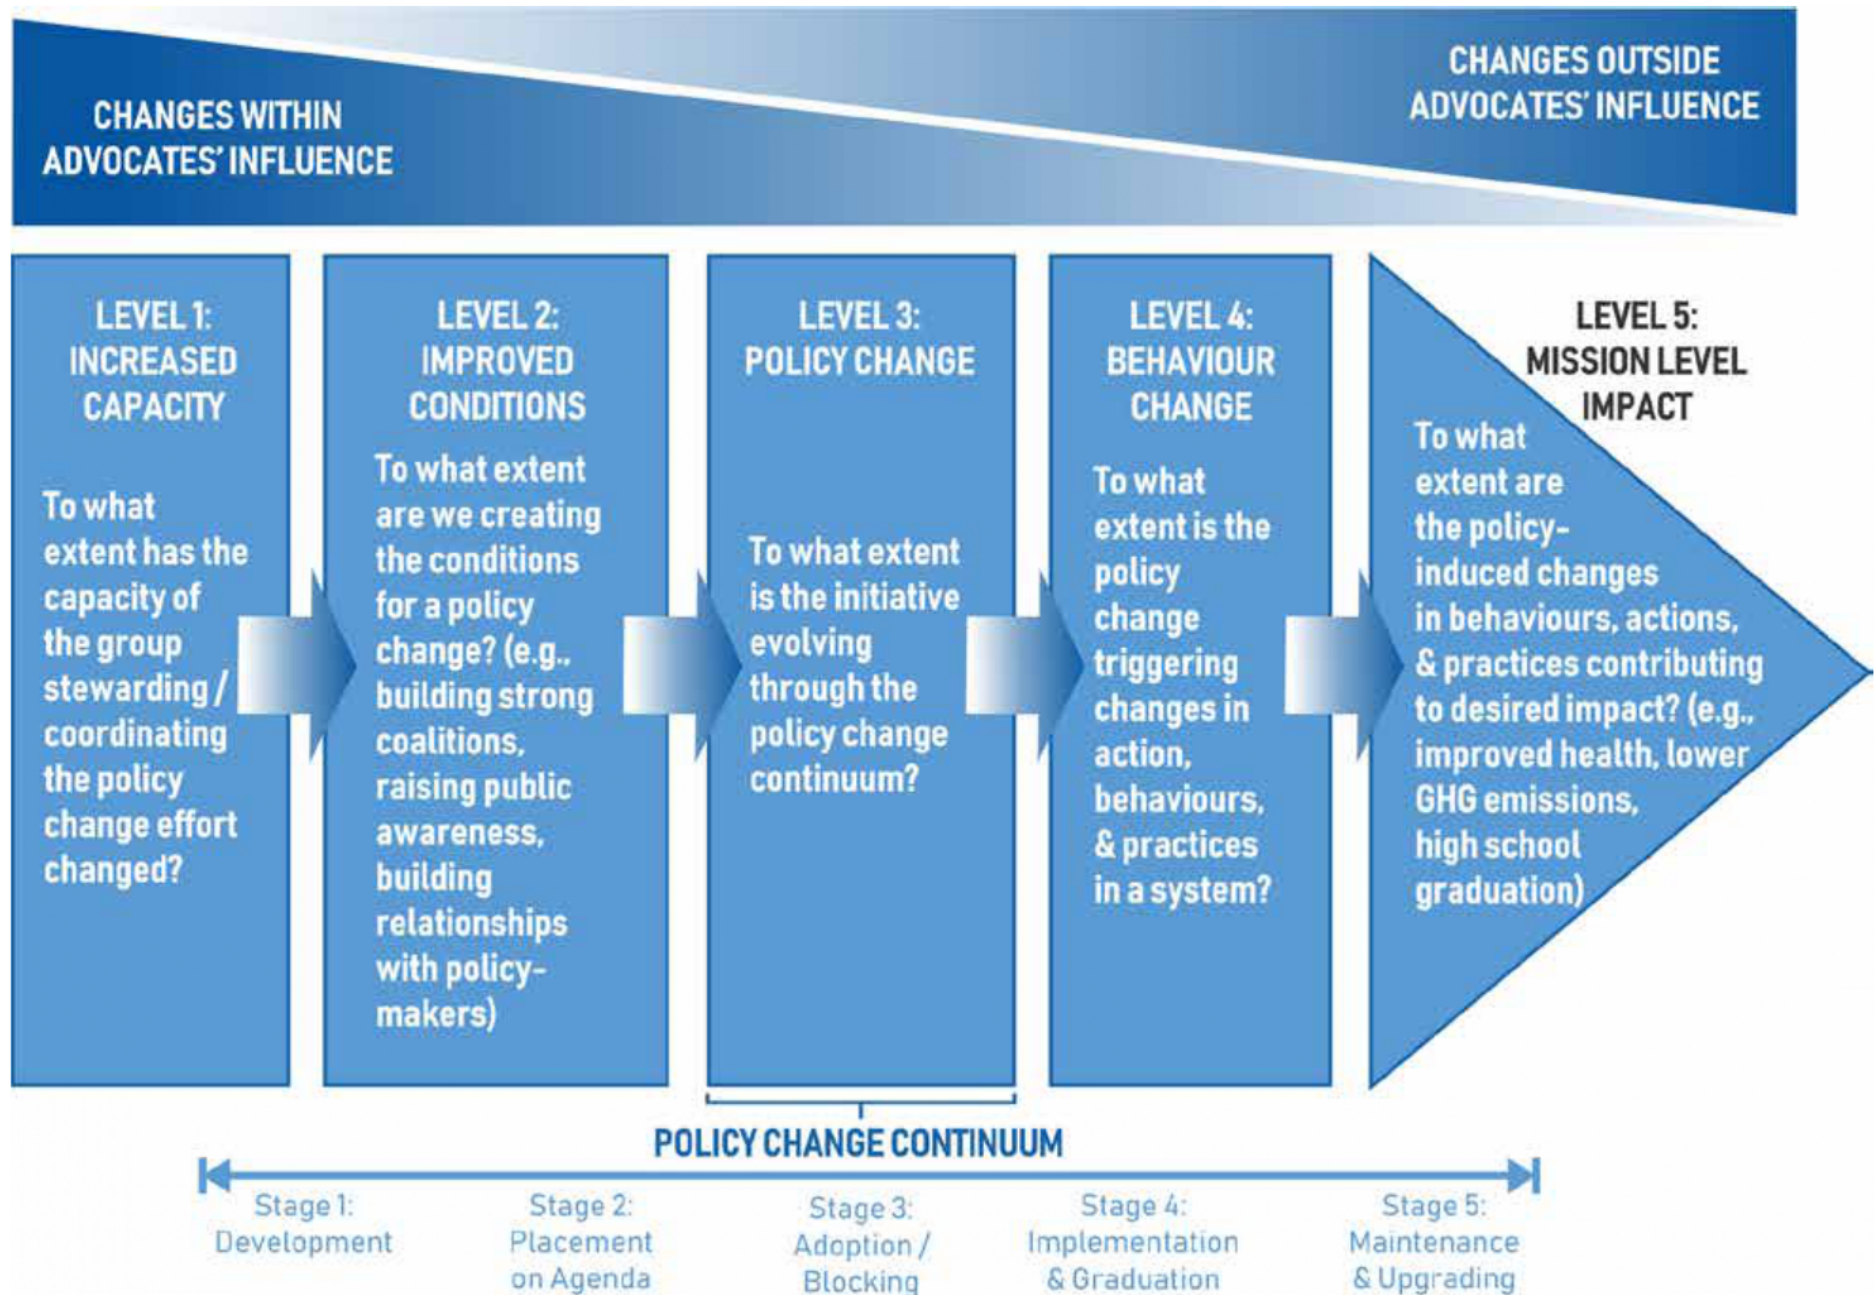 CHANGES WITHIN
ADVOCATES' INFLUENCE
CHANGES OUTSIDE
ADVOCATES' INFLUENCE
LEVEL 1:
INCREASED
CAPACITY
To what
extent has the
capacity of
the group
stewarding /
coordinating
the policy
change effort
changed?
LEVEL 2:
IMPROVED
CONDITIONS
To what extent
are we creating
the conditions
for a policy
change? (e.g.,
building strong
coalitions,
raising public
awareness,
building
relationships
with policy-
makers)
LEVEL 3:
POLICY CHANGE
To what extent
is the initiative
evolving
through the
policy change
continuum?
LEVEL 4:
BEHAVIOUR
CHANGE
To what
extent is the
policy
change
triggering
changes in
action,
behaviours,
& practices
in a system?
LEVEL 5:
MISSION LEVEL
IMPACT
To what
extent are
the policy-
induced changes
in behaviours, actions,
& practices contributing
to desired impact? (e.g.,
improved health, lower
GHG emissions,
high school
graduation)
POLICY CHANGE CONTINUUM
Stage 1:
Development
Stage 2:
Placement
on Agenda
Stage 3:
Adoption /
Blocking
Stage 4:
Implementation
& Graduation
Stage 5:
Maintenance
& Upgrading